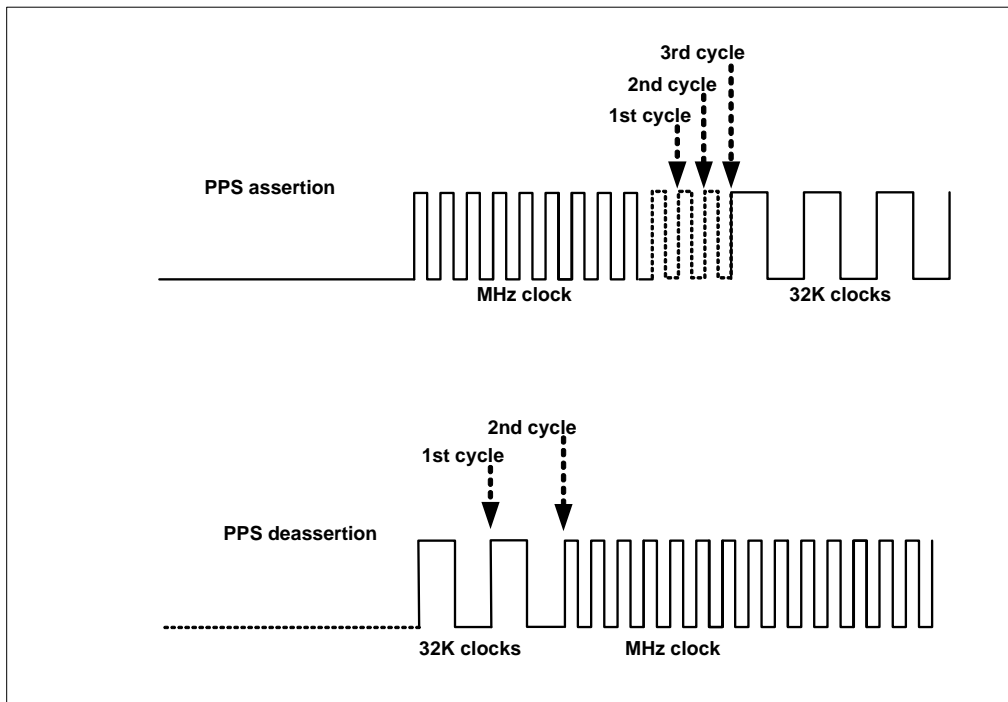 3rd cycle
2nd cycle
1st cycle
PPS assertion
MHz clock
32K clocks
2nd cycle
1st cycle
PPS deassertion
32K clocks
MHz clock